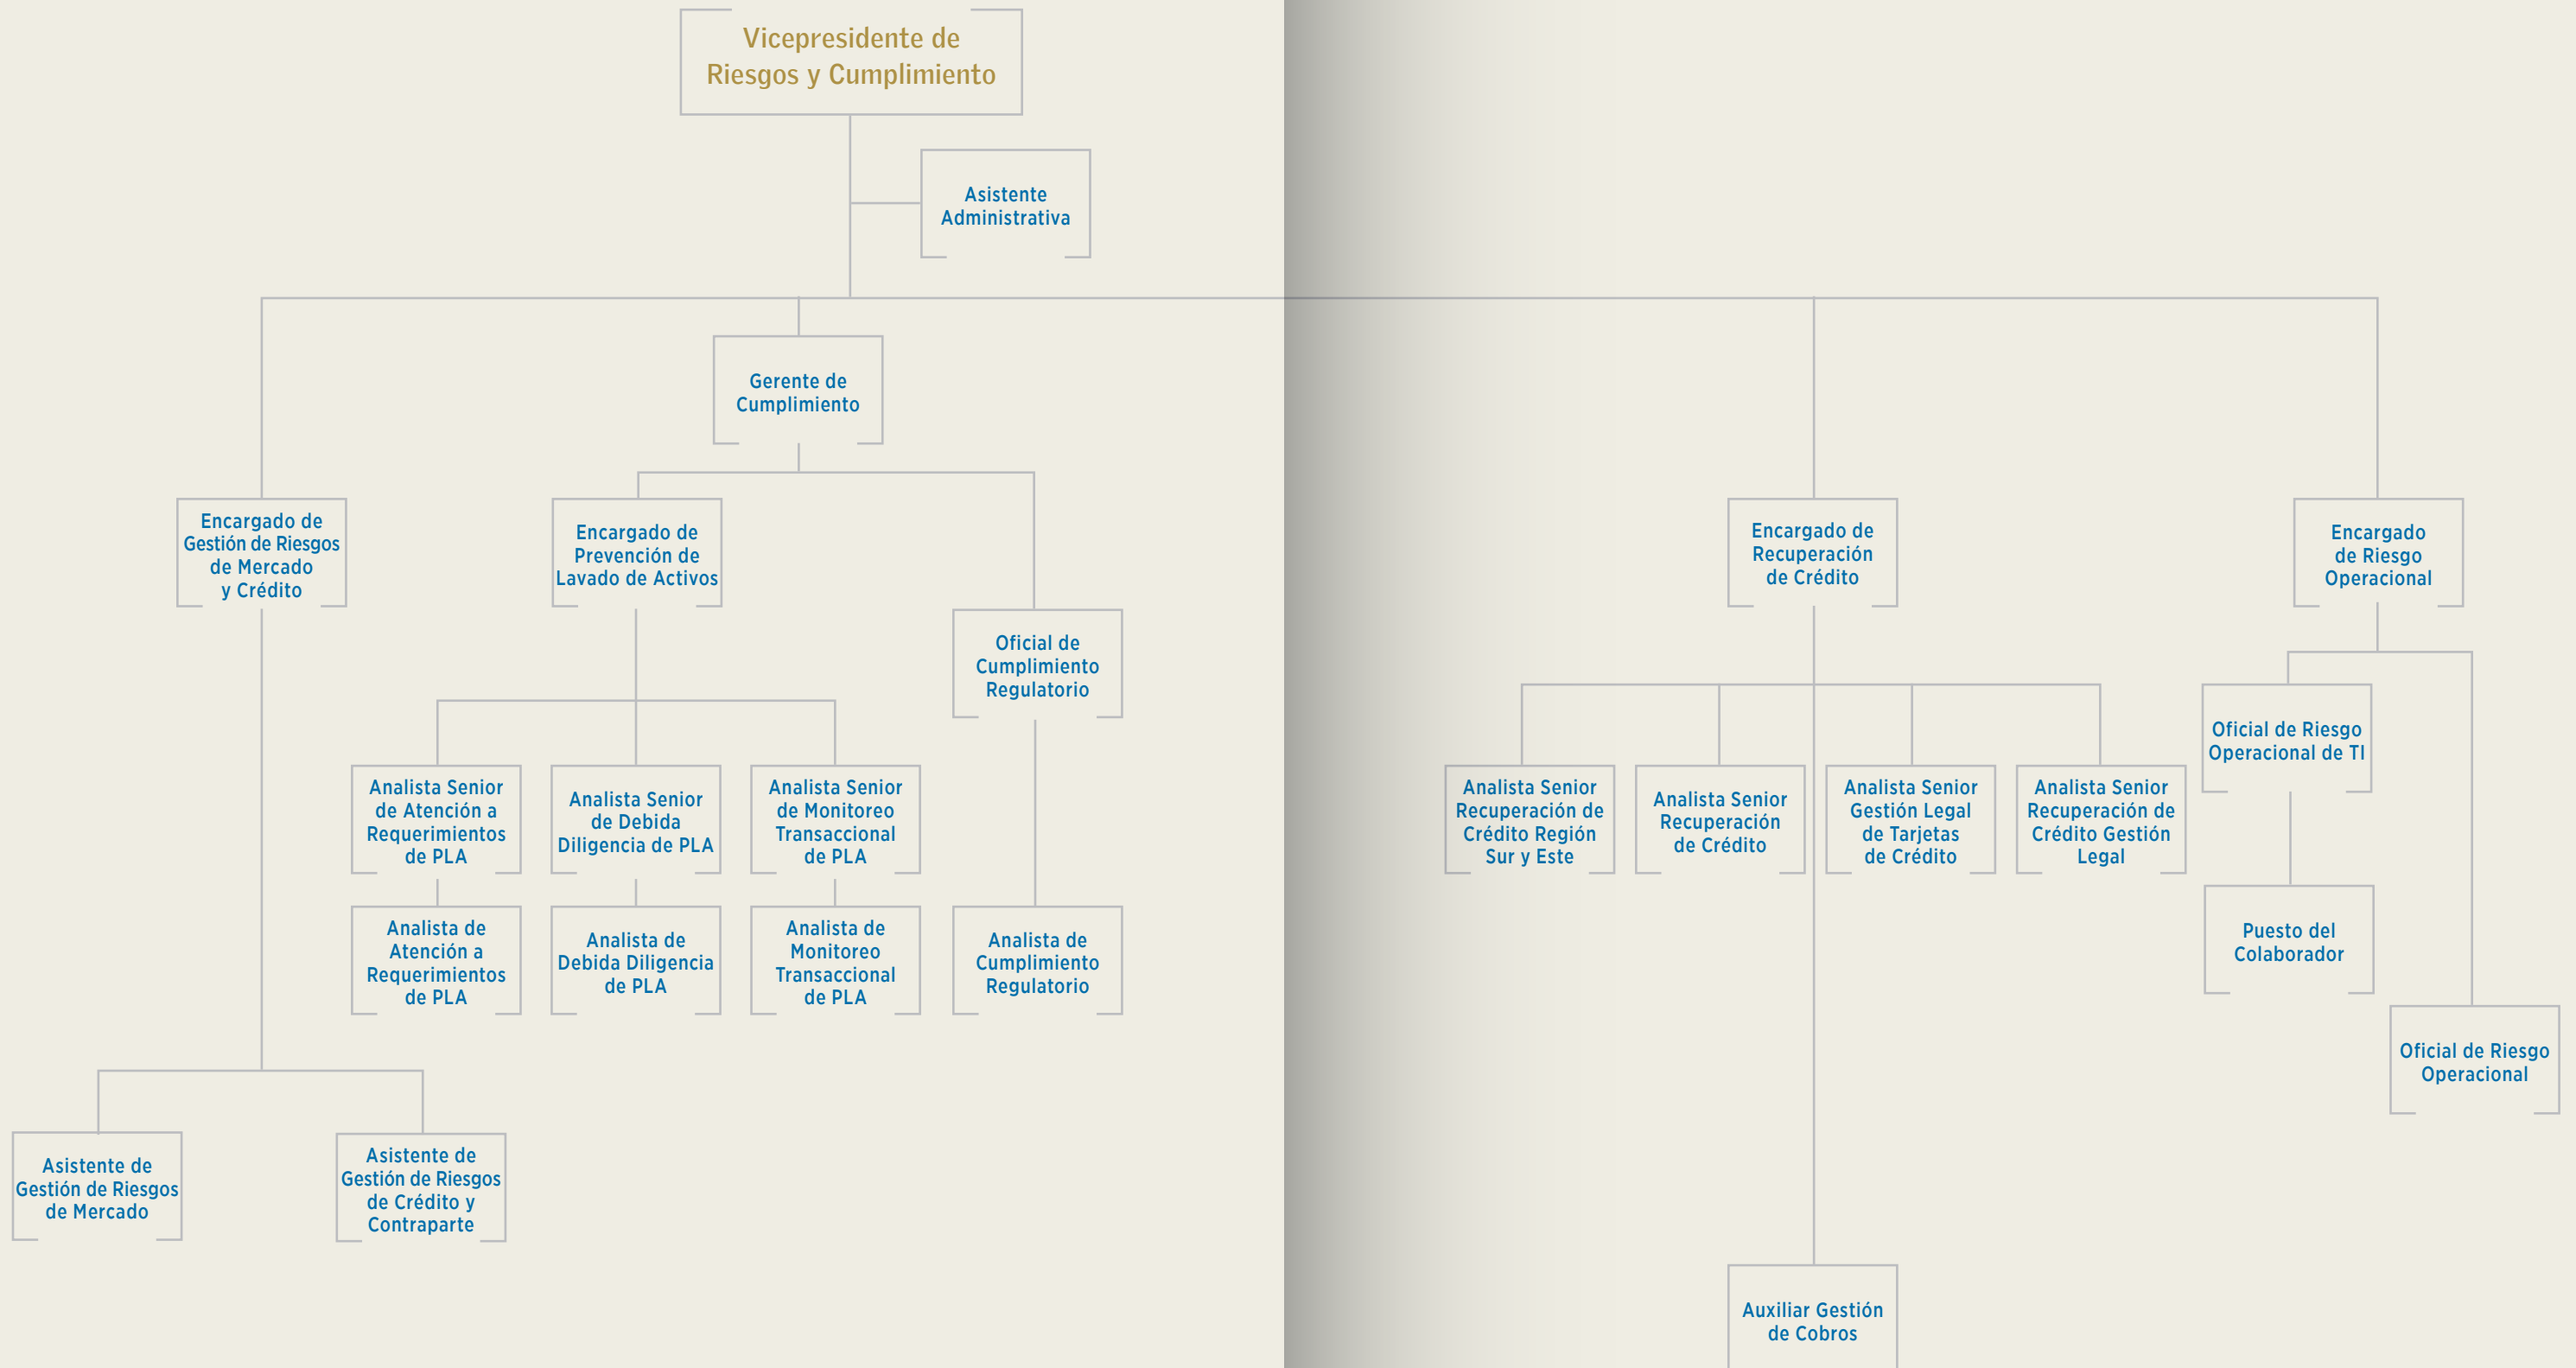 Vicepresidente de
Riesgos y Cumplimiento
Asistente
Administrativa
Gerente de
Cumplimiento
Encargado de
Gestión de Riesgos
de Mercado
y Crédito
Encargado de
Prevención de
Lavado de Activos
Encargado de
Recuperación
de Crédito
Encargado
de Riesgo
Operacional
Oficial de
Cumplimiento
Regulatorio
Oficial de Riesgo
Operacional de TI
Analista Senior
de Atención a
Requerimientos
de PLA
Analista Senior
de Debida
Diligencia de PLA
Analista Senior
de Monitoreo
Transaccional
de PLA
Analista Senior
Recuperación de
Crédito Región
Sur y Este
Analista Senior
Recuperación
de Crédito
Analista Senior
Gestión Legal
de Tarjetas
de Crédito
Analista Senior
Recuperación de
Crédito Gestión
Legal
Analista de
Atención a
Requerimientos
de PLA
Analista de
Debida Diligencia
de PLA
Analista de
Monitoreo
Transaccional
de PLA
Analista de
Cumplimiento
Regulatorio
Puesto del
Colaborador
Oficial de Riesgo
Operacional
Asistente de
Gestión de Riesgos
de Mercado
Asistente de
Gestión de Riesgos
de Crédito y
Contraparte
Auxiliar Gestión
de Cobros